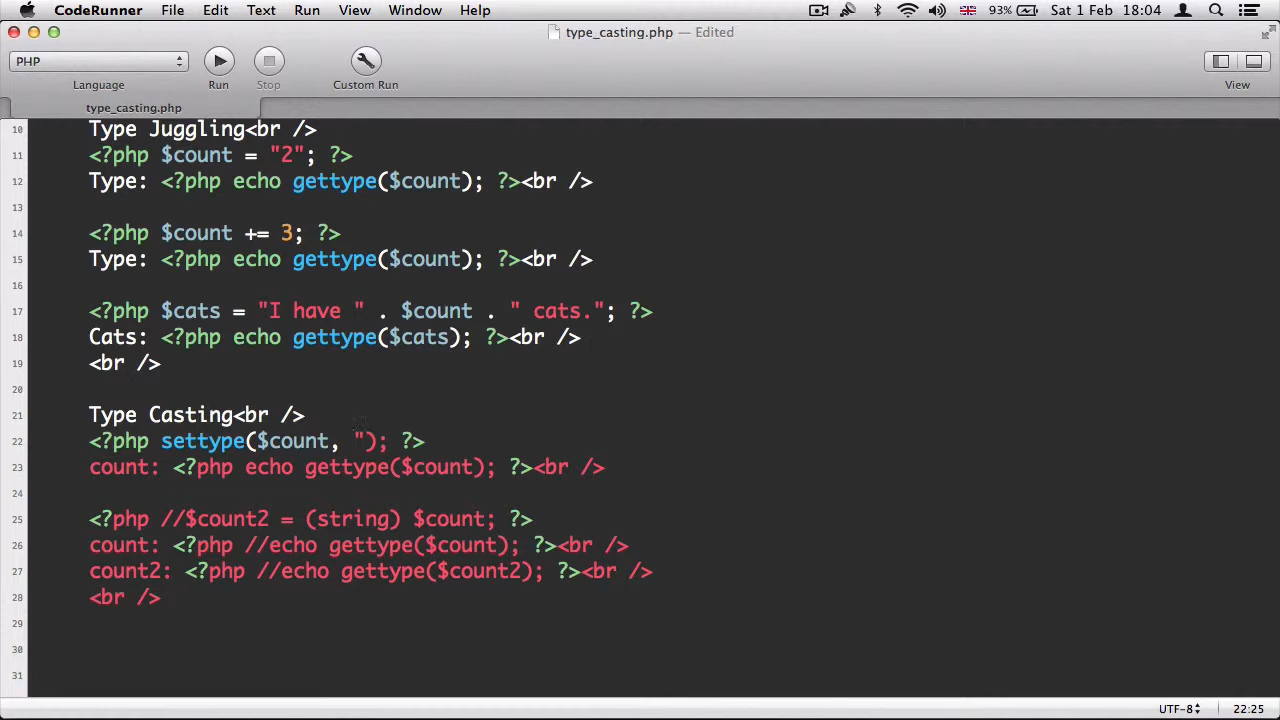 CodeRunner File Edit Text Run View Window Help 93% Sat 1 Feb 18:04
type_casting.php — Edited
PHP
Language Run Stop Custom Run View
type_casting.php
10 Type Juggling<br />
11 <?php $count = "2"; ?>
12 Type: <?php echo gettype($count); ?><br />
13
14 <?php $count += 3; ?>
15 Type: <?php echo gettype($count); ?><br />
16
17 <?php $cats = "I have " . $count . " cats."; ?>
18 Cats: <?php echo gettype($cats); ?><br />
19 <br />
20
21 Type Casting<br />
22 <?php settype($count, "); ?>
23 count: <?php echo gettype($count); ?><br />
24
25 <?php //$count2 = (string) $count; ?>
26 count: <?php //echo gettype($count); ?><br />
27 count2: <?php //echo gettype($count2); ?><br />
28 <br />
29
30
31
UTF-8 22:25